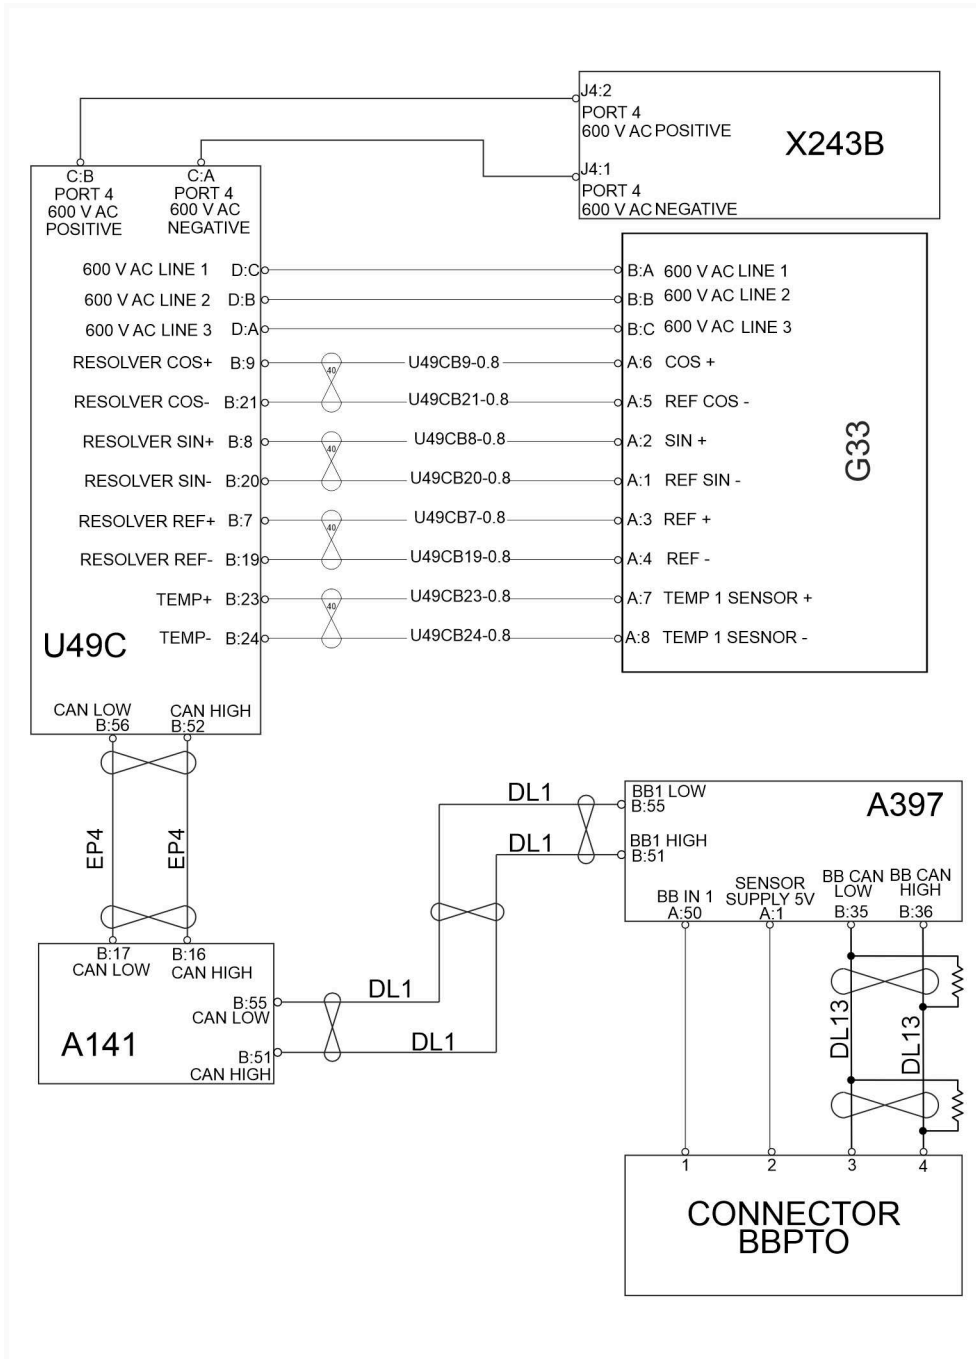 J4:2
PORT 4
600 V AC POSITIVE
X243B
J4:1
PORT 4
600 V AC NEGATIVE
C:B
PORT 4
600 V AC
POSITIVE
C:A
PORT 4
600 V AC
NEGATIVE
600 V AC LINE 1 D:C
B:A 600 V AC LINE 1
600 V AC LINE 2 D:B
B:B 600 V AC LINE 2
600 V AC LINE 3 D:A
B:C 600 V AC LINE 3
RESOLVER COS+ B:9
40
U49CB9-0.8
A:6 COS +
RESOLVER COS- B:21
U49CB21-0.8
A:5 REF COS -
RESOLVER SIN+ B:8
40
U49CB8-0.8
A:2 SIN +
RESOLVER SIN- B:20
U49CB20-0.8
A:1 REF SIN -
RESOLVER REF+ B:7
40
U49CB7-0.8
A:3 REF +
RESOLVER REF- B:19
U49CB19-0.8
A:4 REF -
TEMP+ B:23
40
U49CB23-0.8
A:7 TEMP 1 SENSOR +
TEMP- B:24
U49CB24-0.8
A:8 TEMP 1 SESNOR -
G33
U49C
CAN LOW
B:56
CAN HIGH
B:52
EP4
EP4
B:17
CAN LOW
B:16
CAN HIGH
B:55
CAN LOW
A141
B:51
CAN HIGH
DL1
DL1
DL1
DL1
BB1 LOW
B:55
A397
BB1 HIGH
B:51
BB IN 1
A:50
SENSOR
SUPPLY 5V
A:1
BB CAN
LOW
B:35
BB CAN
HIGH
B:36
DL13
DL13
1
2
3
4
CONNECTOR
BBPTO